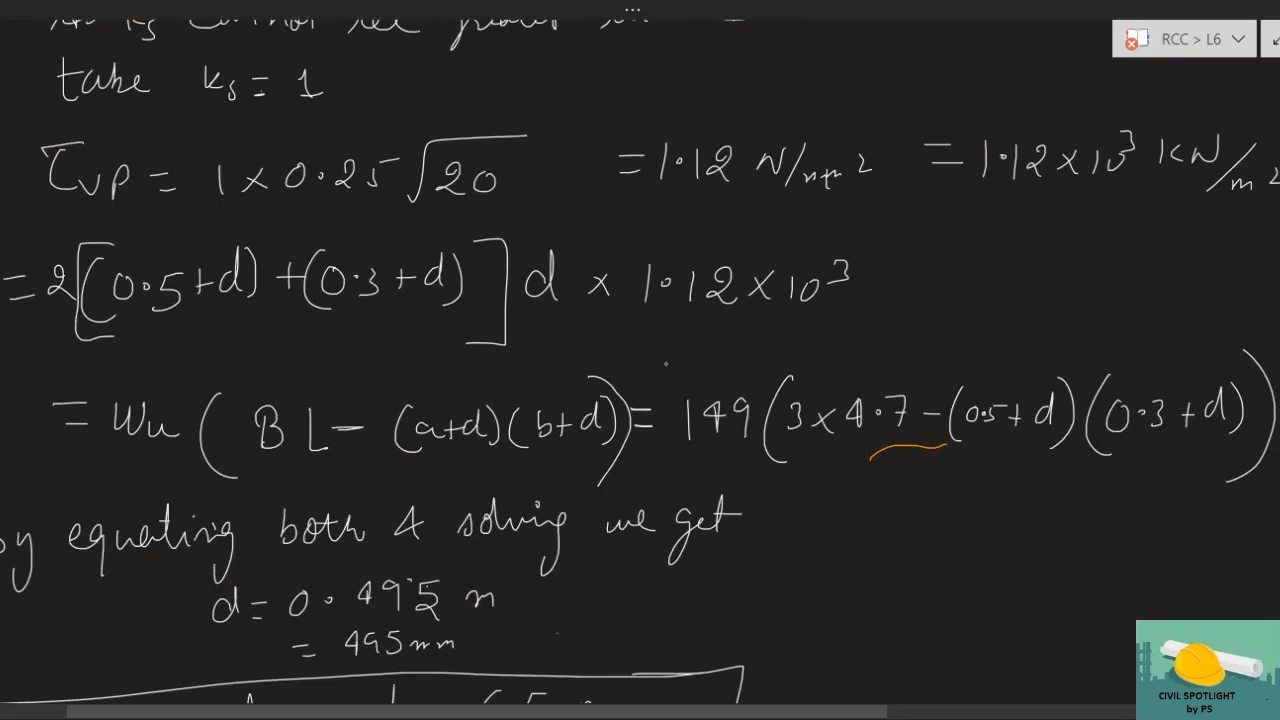 RCC > L6
take ks = 1
τvp = 1 × 0.25 √20 = 1.12 N/mm2 = 1.12 × 10³ KN/m2
= 2[(0.5+d) + (0.3+d)] d × 1.12 × 10³
= Wu (BL - (a+d)(b+d)) = 149 (3 × 4.7 - (0.5+d)(0.3+d))
by equating both & solving we get
d = 0.495 m
= 495 mm
CIVIL SPOTLIGHT
by PS